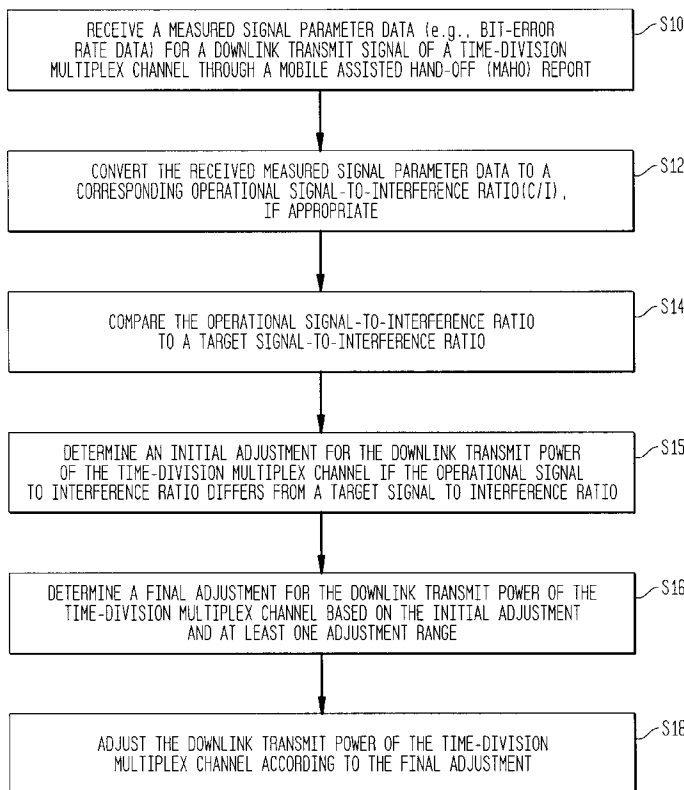 RECEIVE A MEASURED SIGNAL PARAMETER DATA (e.g., BIT-ERROR
RATE DATA) FOR A DOWNLINK TRANSMIT SIGNAL OF A TIME-DIVISION
MULTIPLEX CHANNEL THROUGH A MOBILE ASSISTED HAND-OFF (MAHO) REPORT
S10
CONVERT THE RECEIVED MEASURED SIGNAL PARAMETER DATA TO A
CORRESPONDING OPERATIONAL SIGNAL-TO-INTERFERENCE RATIO(C/I),
IF APPROPRIATE
S12
COMPARE THE OPERATIONAL SIGNAL-TO-INTERFERENCE RATIO
TO A TARGET SIGNAL-TO-INTERFERENCE RATIO
S14
DETERMINE AN INITIAL ADJUSTMENT FOR THE DOWNLINK TRANSMIT POWER
OF THE TIME-DIVISION MULTIPLEX CHANNEL IF THE OPERATIONAL SIGNAL
TO INTERFERENCE RATIO DIFFERS FROM A TARGET SIGNAL TO INTERFERENCE RATIO
S15
DETERMINE A FINAL ADJUSTMENT FOR THE DOWNLINK TRANSMIT POWER OF THE
TIME-DIVISION MULTIPLEX CHANNEL BASED ON THE INITIAL ADJUSTMENT
AND AT LEAST ONE ADJUSTMENT RANGE
S16
ADJUST THE DOWNLINK TRANSMIT POWER OF THE TIME-DIVISION
MULTIPLEX CHANNEL ACCORDING TO THE FINAL ADJUSTMENT
S18